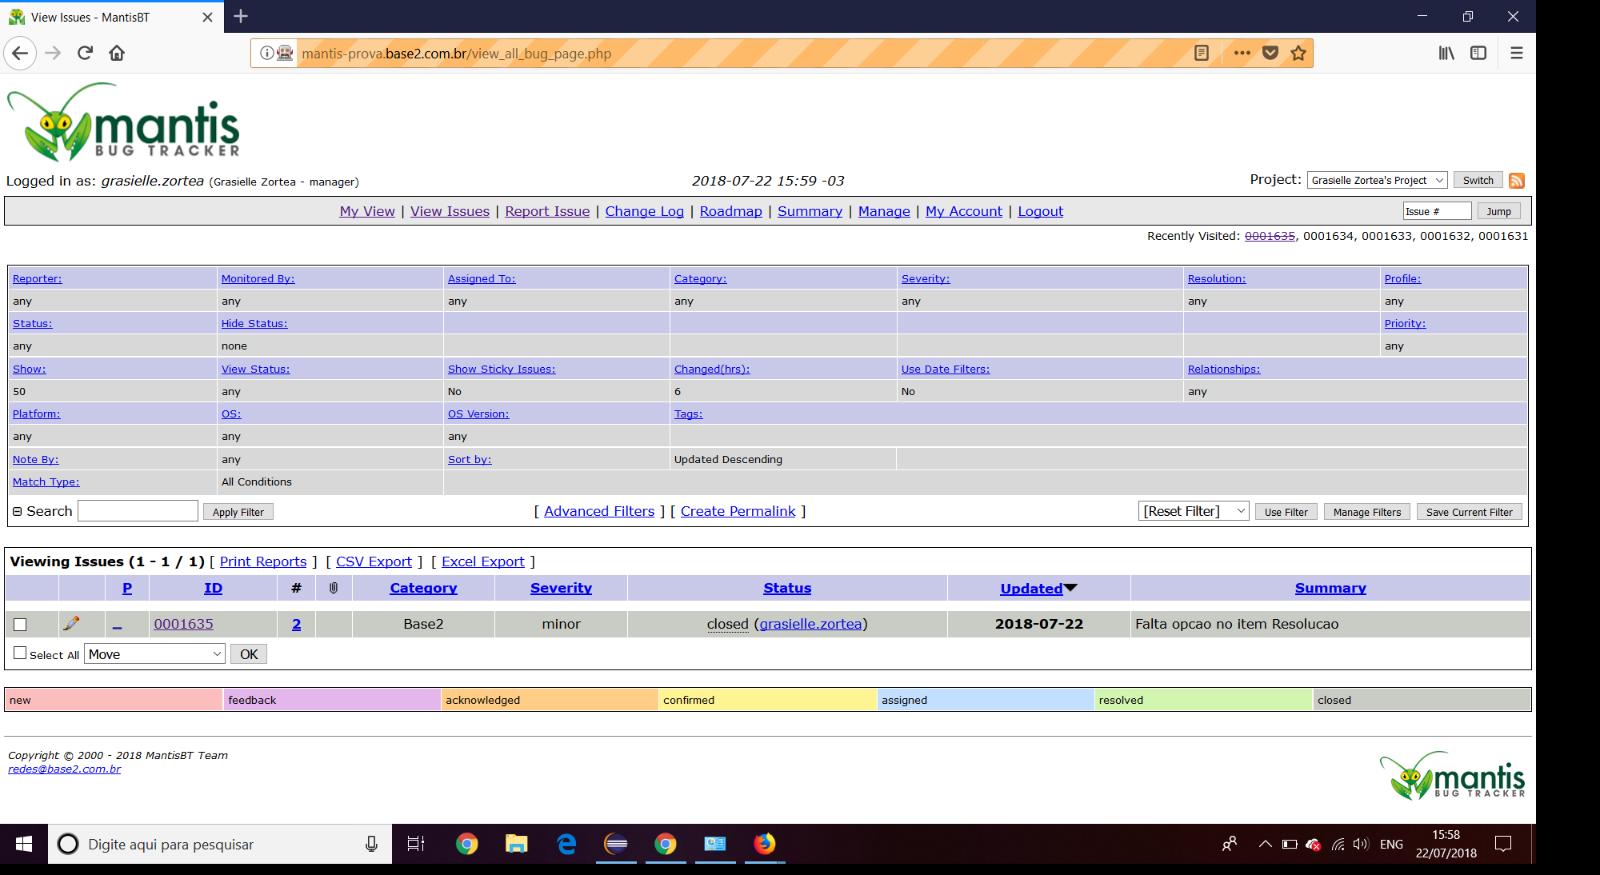 View Issues - MantisBT
mantis-prova.base2.com.br/view_all_bug_page.php
mantis
BUG TRACKER
Logged in as: grasielle.zortea (Grasielle Zortea - manager) 2018-07-22 15:59 -03 Project: Grasielle Zortea's Project Switch
My View | View Issues | Report Issue | Change Log | Roadmap | Summary | Manage | My Account | Logout Issue # Jump
Recently Visited: 0001635, 0001634, 0001633, 0001632, 0001631
Reporter: Monitored By: Assigned To: Category: Severity: Resolution: Profile:
any any any any any any any
Status: Hide Status: Priority:
any none any
Show: View Status: Show Sticky Issues: Changed(hrs): Use Date Filters: Relationships:
50 any No 6 No any
Platform: OS: OS Version: Tags:
any any any
Note By: any Sort by: Updated Descending
Match Type: All Conditions
Search Apply Filter [ Advanced Filters ] [ Create Permalink ] [Reset Filter] Use Filter Manage Filters Save Current Filter
Viewing Issues (1 - 1 / 1) [ Print Reports ] [ CSV Export ] [ Excel Export ]
P ID # Category Severity Status Updated Summary
0001635 2 Base2 minor closed (grasielle.zortea) 2018-07-22 Falta opcao no item Resolucao
Select All Move OK
new feedback acknowledged confirmed assigned resolved closed
Copyright © 2000 - 2018 MantisBT Team
redes@base2.com.br
mantis
BUG TRACKER
Digite aqui para pesquisar
ENG
15:58
22/07/2018